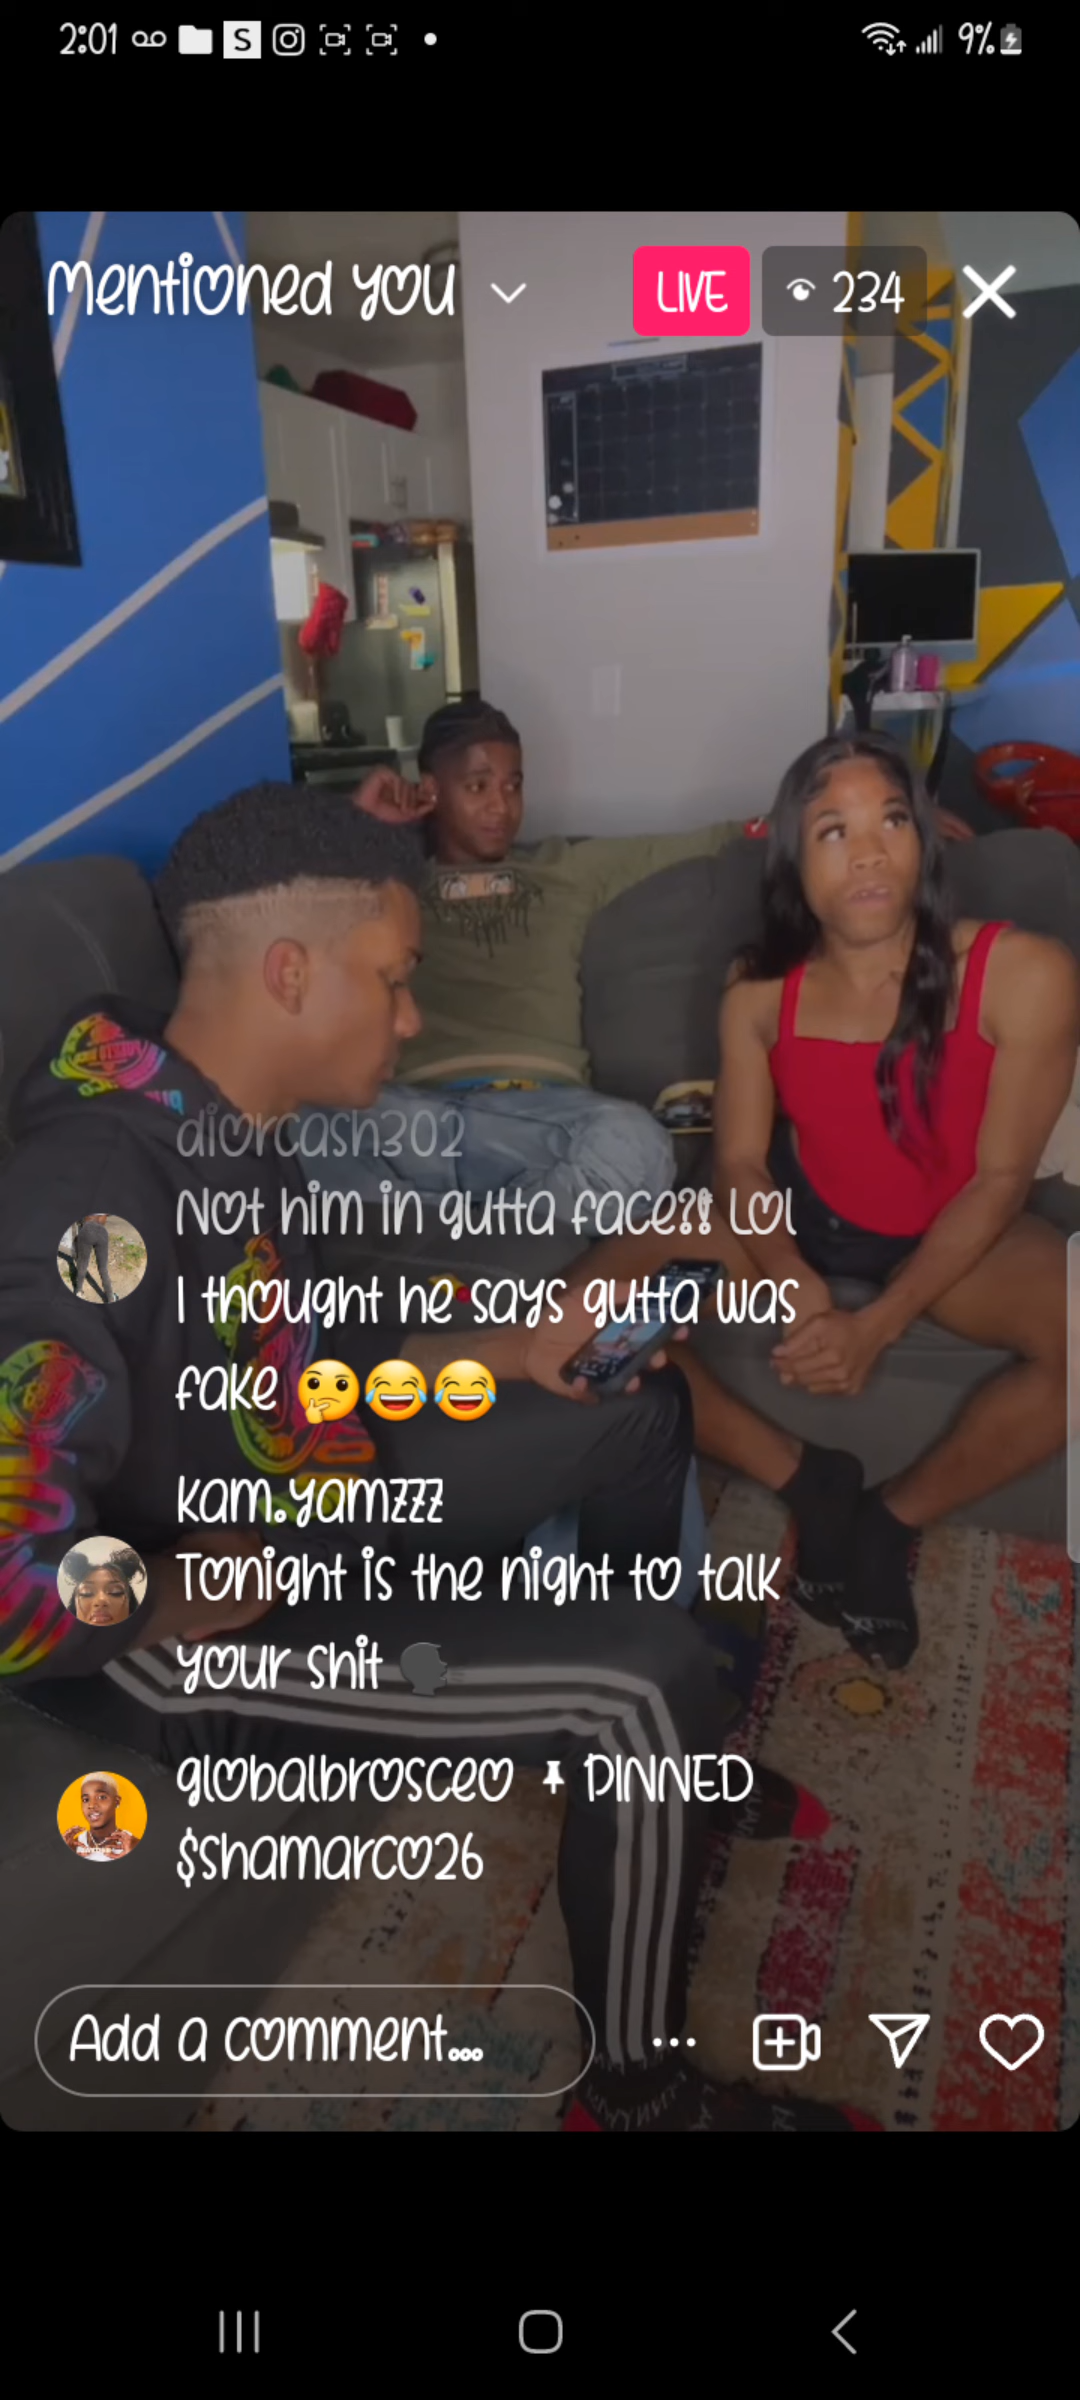 2:01
S
9%
Mentioned you
LIVE
234
diorcash302
Not him in gutta face?! Lol
I thought he says gutta was
fake 🤔😂😂
kam.yamzzz
Tonight is the night to talk
your shit 🗣
globalbrosceo 📌 PINNED
$shamarco26
Add a comment...